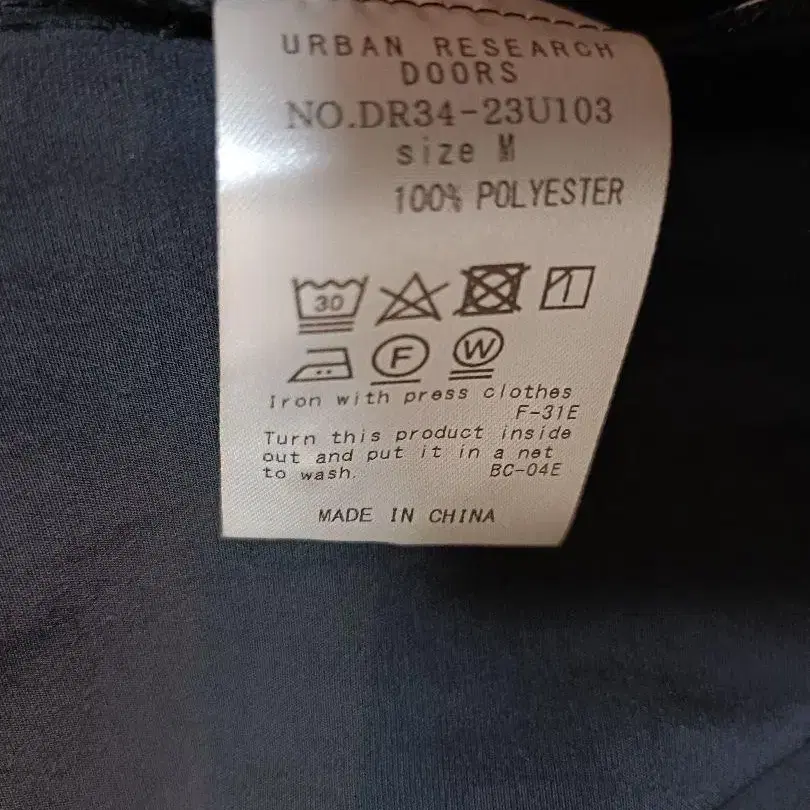 URBAN RESEARCH
DOORS
NO.DR34-23U103
size M
100% POLYESTER
30
F W
Iron with press clothes
F-31E
Turn this product inside
out and put it in a net
to wash. BC-04E
MADE IN CHINA